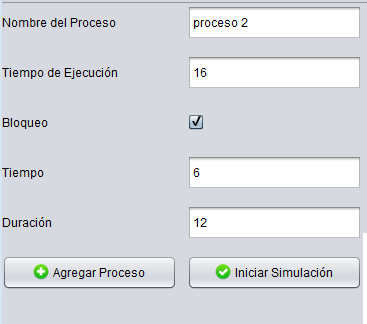 Nombre del Proceso proceso 2
Tiempo de Ejecución 16
Bloqueo
Tiempo 6
Duración 12
Agregar Proceso Iniciar Simulación